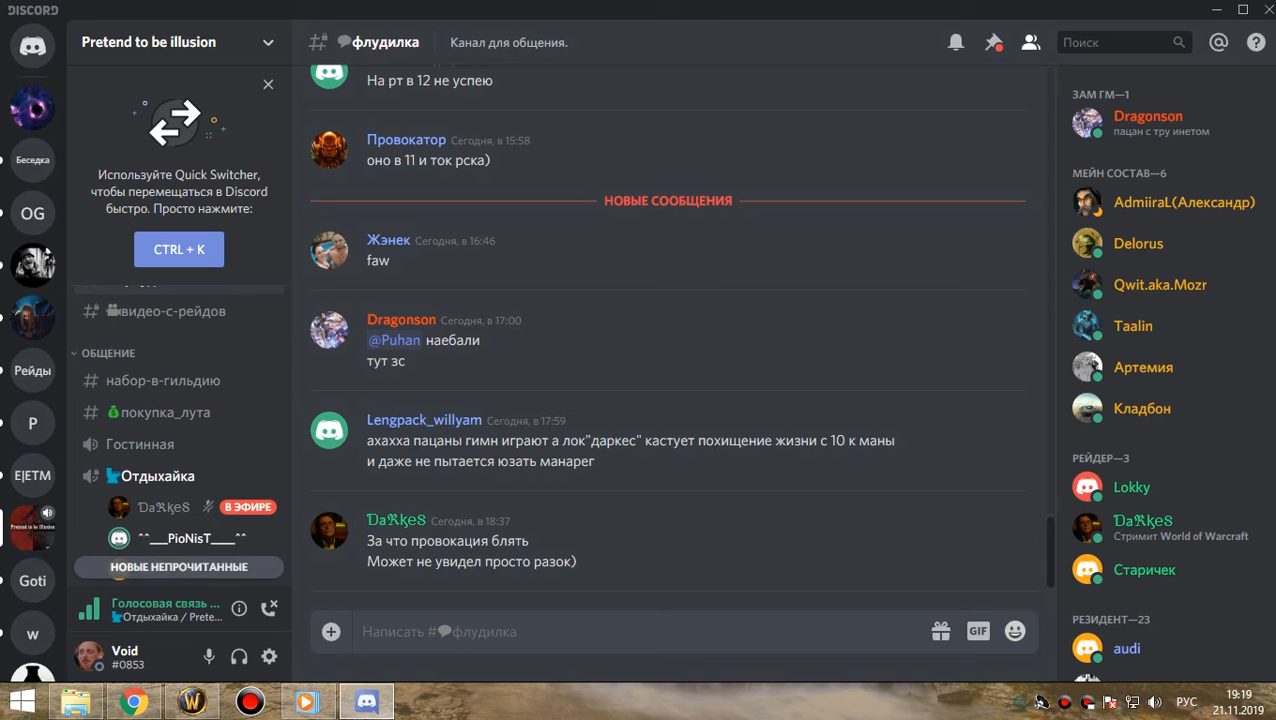 DISCORD
Pretend to be illusion
флудилка
Канал для общения.
Поиск
Беседка
OG
Рейды
P
E|ETM
Pretend to be illusion
Goti
w
Используйте Quick Switcher,
чтобы перемещаться в Discord
быстро. Просто нажмите:
CTRL + K
видео-с-рейдов
ОБЩЕНИЕ
набор-в-гильдию
покупка_лута
Гостинная
Отдыхайка
ƊaƦƙeS
В ЭФИРЕ
^^___PioNisT____^^
НОВЫЕ НЕПРОЧИТАННЫЕ
Голосовая связь ...
Отдыхайка / Prete...
Void
#0853
На рт в 12 не успею
Провокатор Сегодня, в 15:58
оно в 11 и ток рска)
НОВЫЕ СООБЩЕНИЯ
Жэнек Сегодня, в 16:46
faw
Dragonson Сегодня, в 17:00
@Puhan наебали
тут зс
Lengpack_willyam Сегодня, в 17:59
ахахха пацаны гимн играют а лок"даркес" кастует похищение жизни с 10 к маны
и даже не пытается юзать манарег
ƊaƦƙeS Сегодня, в 18:37
За что провокация блять
Может не увидел просто разок)
Написать #флудилка
GIF
ЗАМ ГМ—1
Dragonson
пацан с тру инетом
МЕЙН СОСТАВ—6
AdmiiraL(Александр)
Delorus
Qwit.aka.Mozr
Taalin
Артемия
Кладбон
РЕЙДЕР—3
Lokky
ƊaƦƙeS
Стримит World of Warcraft
Старичек
РЕЗИДЕНТ—23
audi
РУС
19:19
21.11.2019